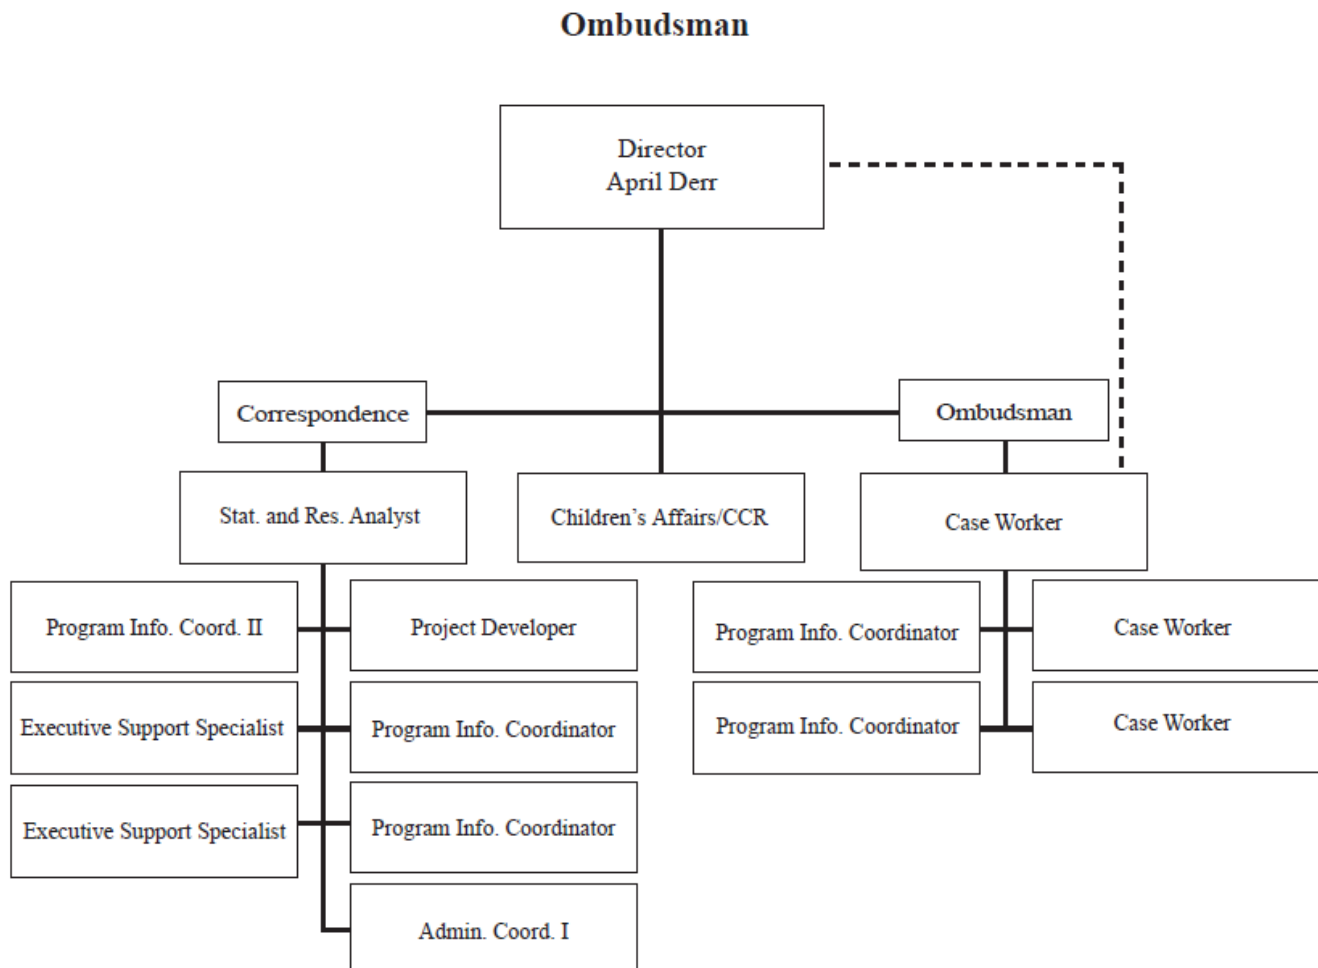 Ombudsman
Director
April Derr
Correspondence
Ombudsman
Stat. and Res. Analyst
Children's Affairs/CCR
Case Worker
Program Info. Coord. II
Project Developer
Program Info. Coordinator
Case Worker
Executive Support Specialist
Program Info. Coordinator
Program Info. Coordinator
Case Worker
Executive Support Specialist
Program Info. Coordinator
Admin. Coord. I